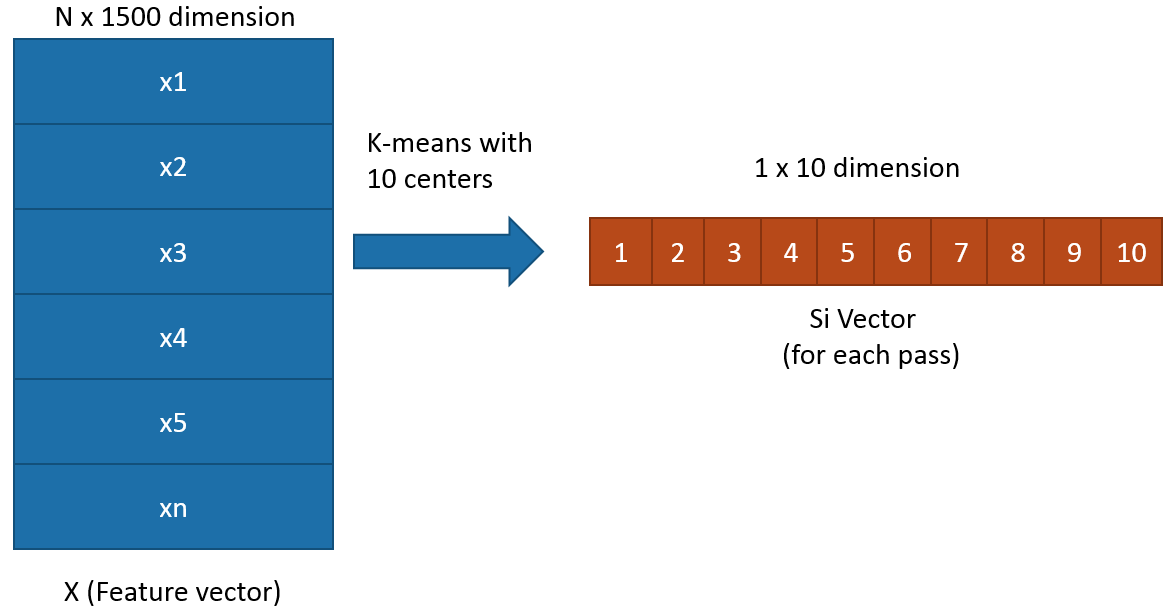 N x 1500 dimension
x1
x2
x3
x4
x5
xn
X (Feature vector)
K-means with
10 centers
1 x 10 dimension
1 2 3 4 5 6 7 8 9 10
Si Vector
(for each pass)